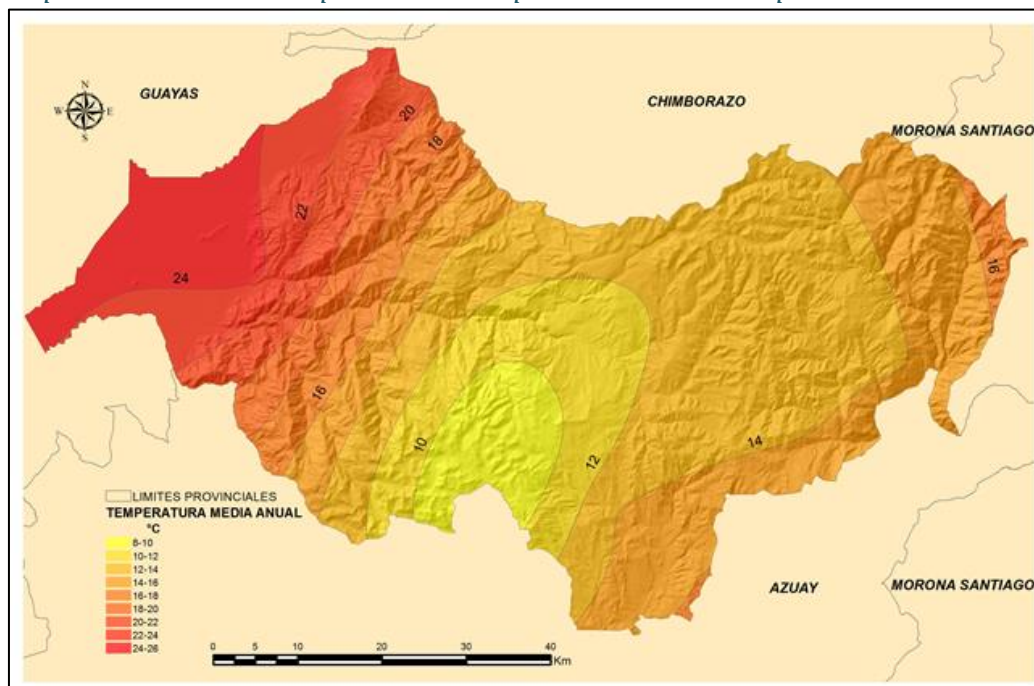 N
W E
S
GUAYAS
CHIMBORAZO
MORONA SANTIAGO
20
18
22
24
16
16
10
12
14
LIMITES PROVINCIALES
TEMPERATURA MEDIA ANUAL
°C
8-10
10-12
12-14
14-16
16-18
18-20
20-22
22-24
24-26
AZUAY
MORONA SANTIAGO
0 5 10 20 30 40
Km